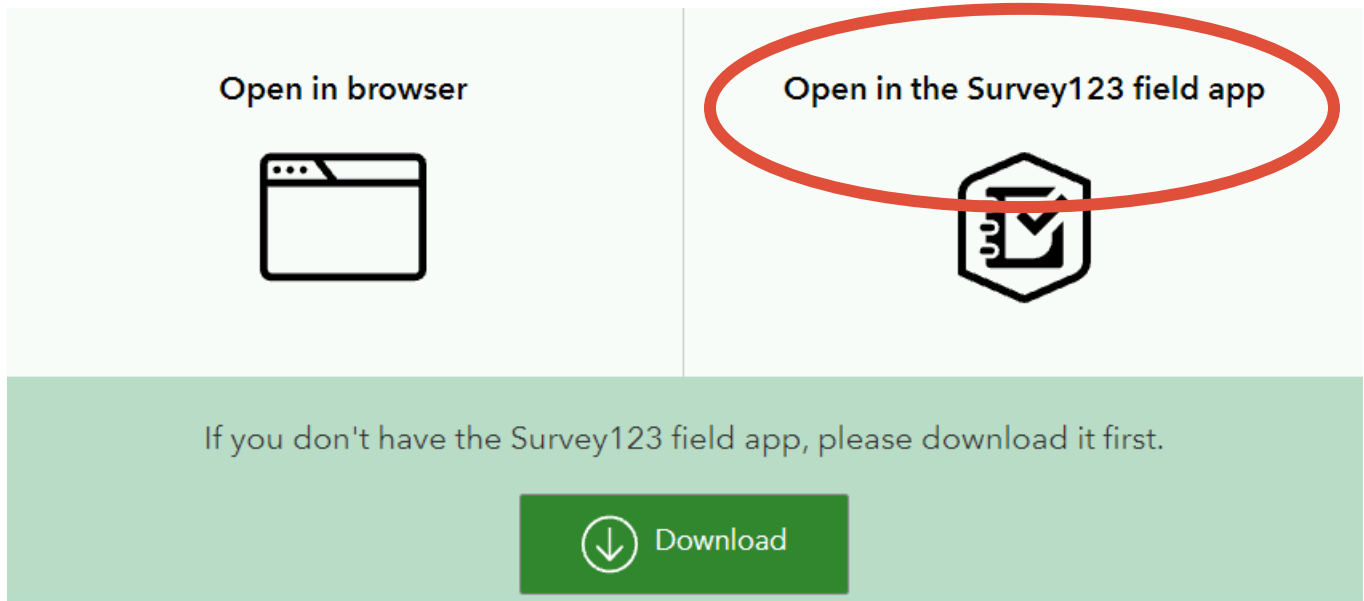 Open in browser
Open in the Survey123 field app
If you don't have the Survey123 field app, please download it first.
Download